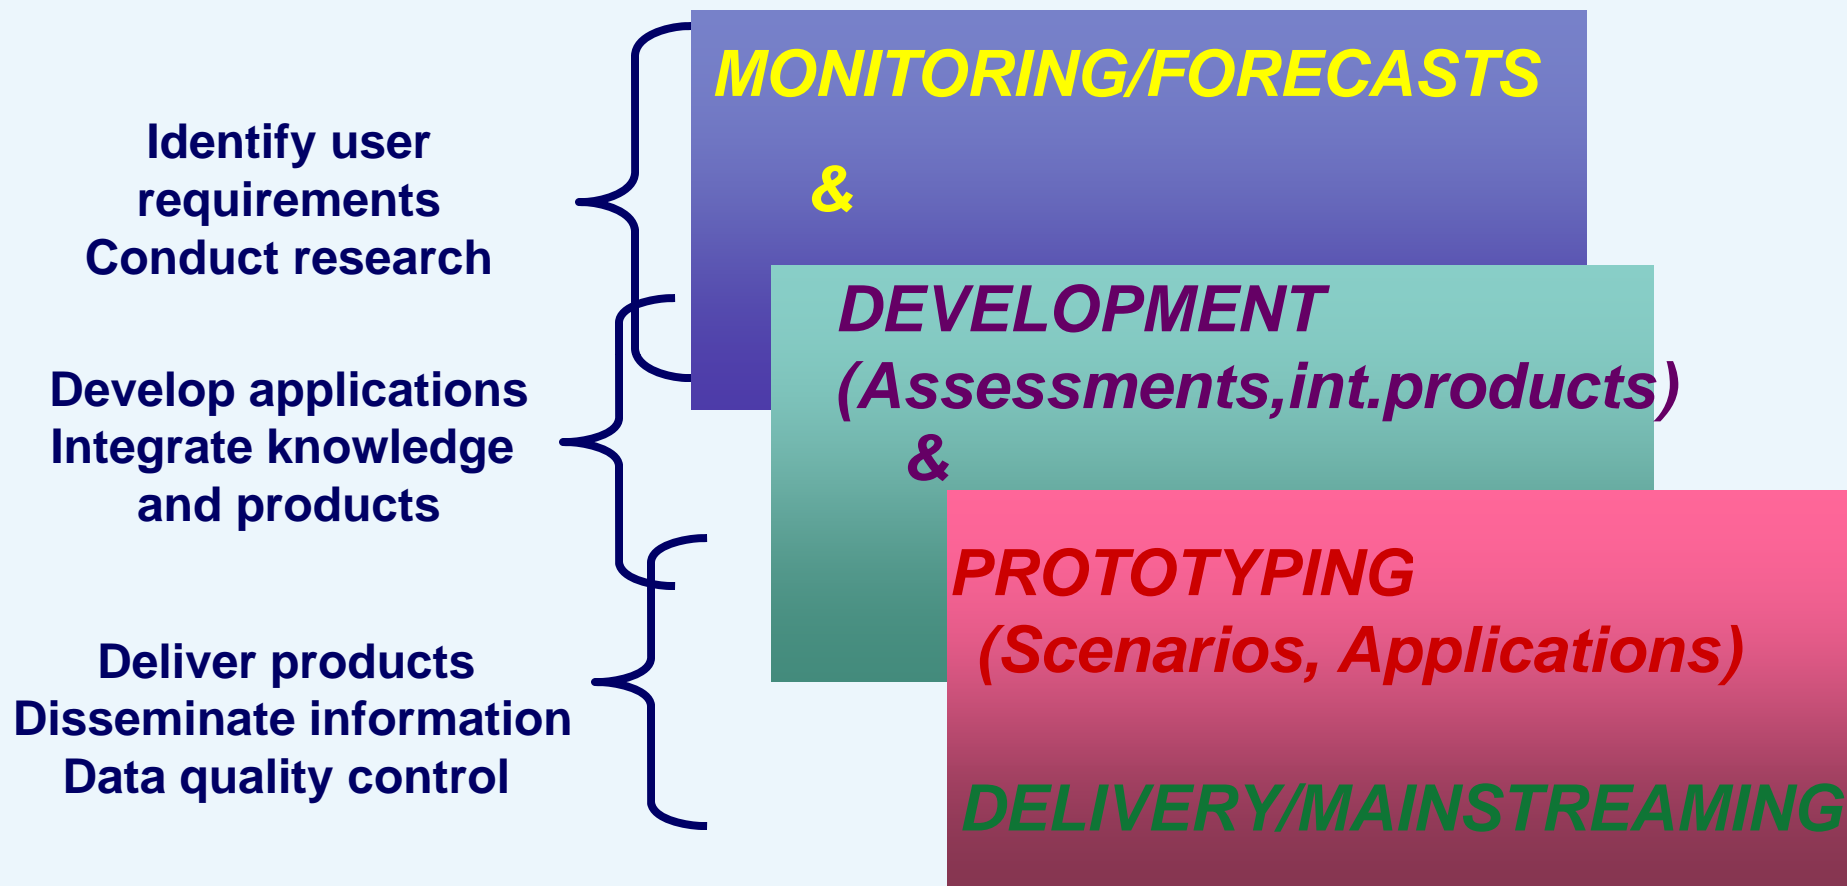 MONITORING/FORECASTS
&
Identify user
requirements
Conduct research
DEVELOPMENT
(Assessments,int.products)
&
Develop applications
Integrate knowledge
and products
PROTOTYPING
(Scenarios, Applications)
Deliver products
Disseminate information
Data quality control
DELIVERY/MAINSTREAMING